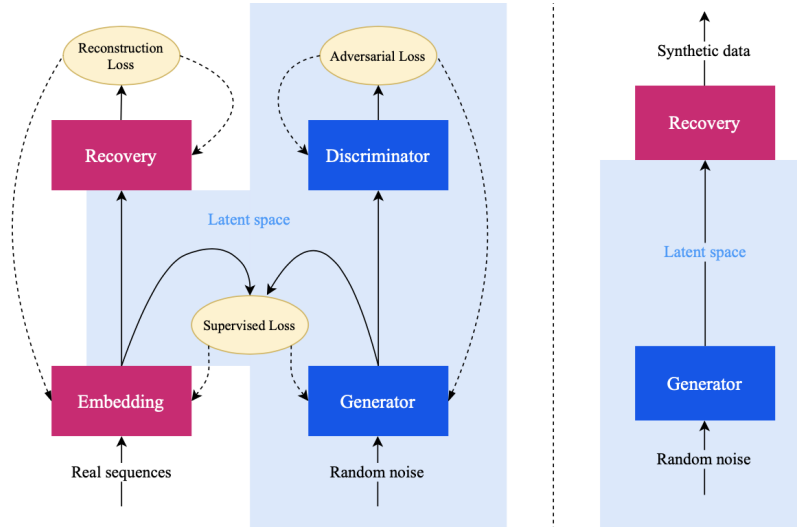 Reconstruction
Loss
Adversarial Loss
Recovery
Discriminator
Latent space
Supervised Loss
Embedding
Generator
Real sequences
Random noise
Synthetic data
Recovery
Latent space
Generator
Random noise